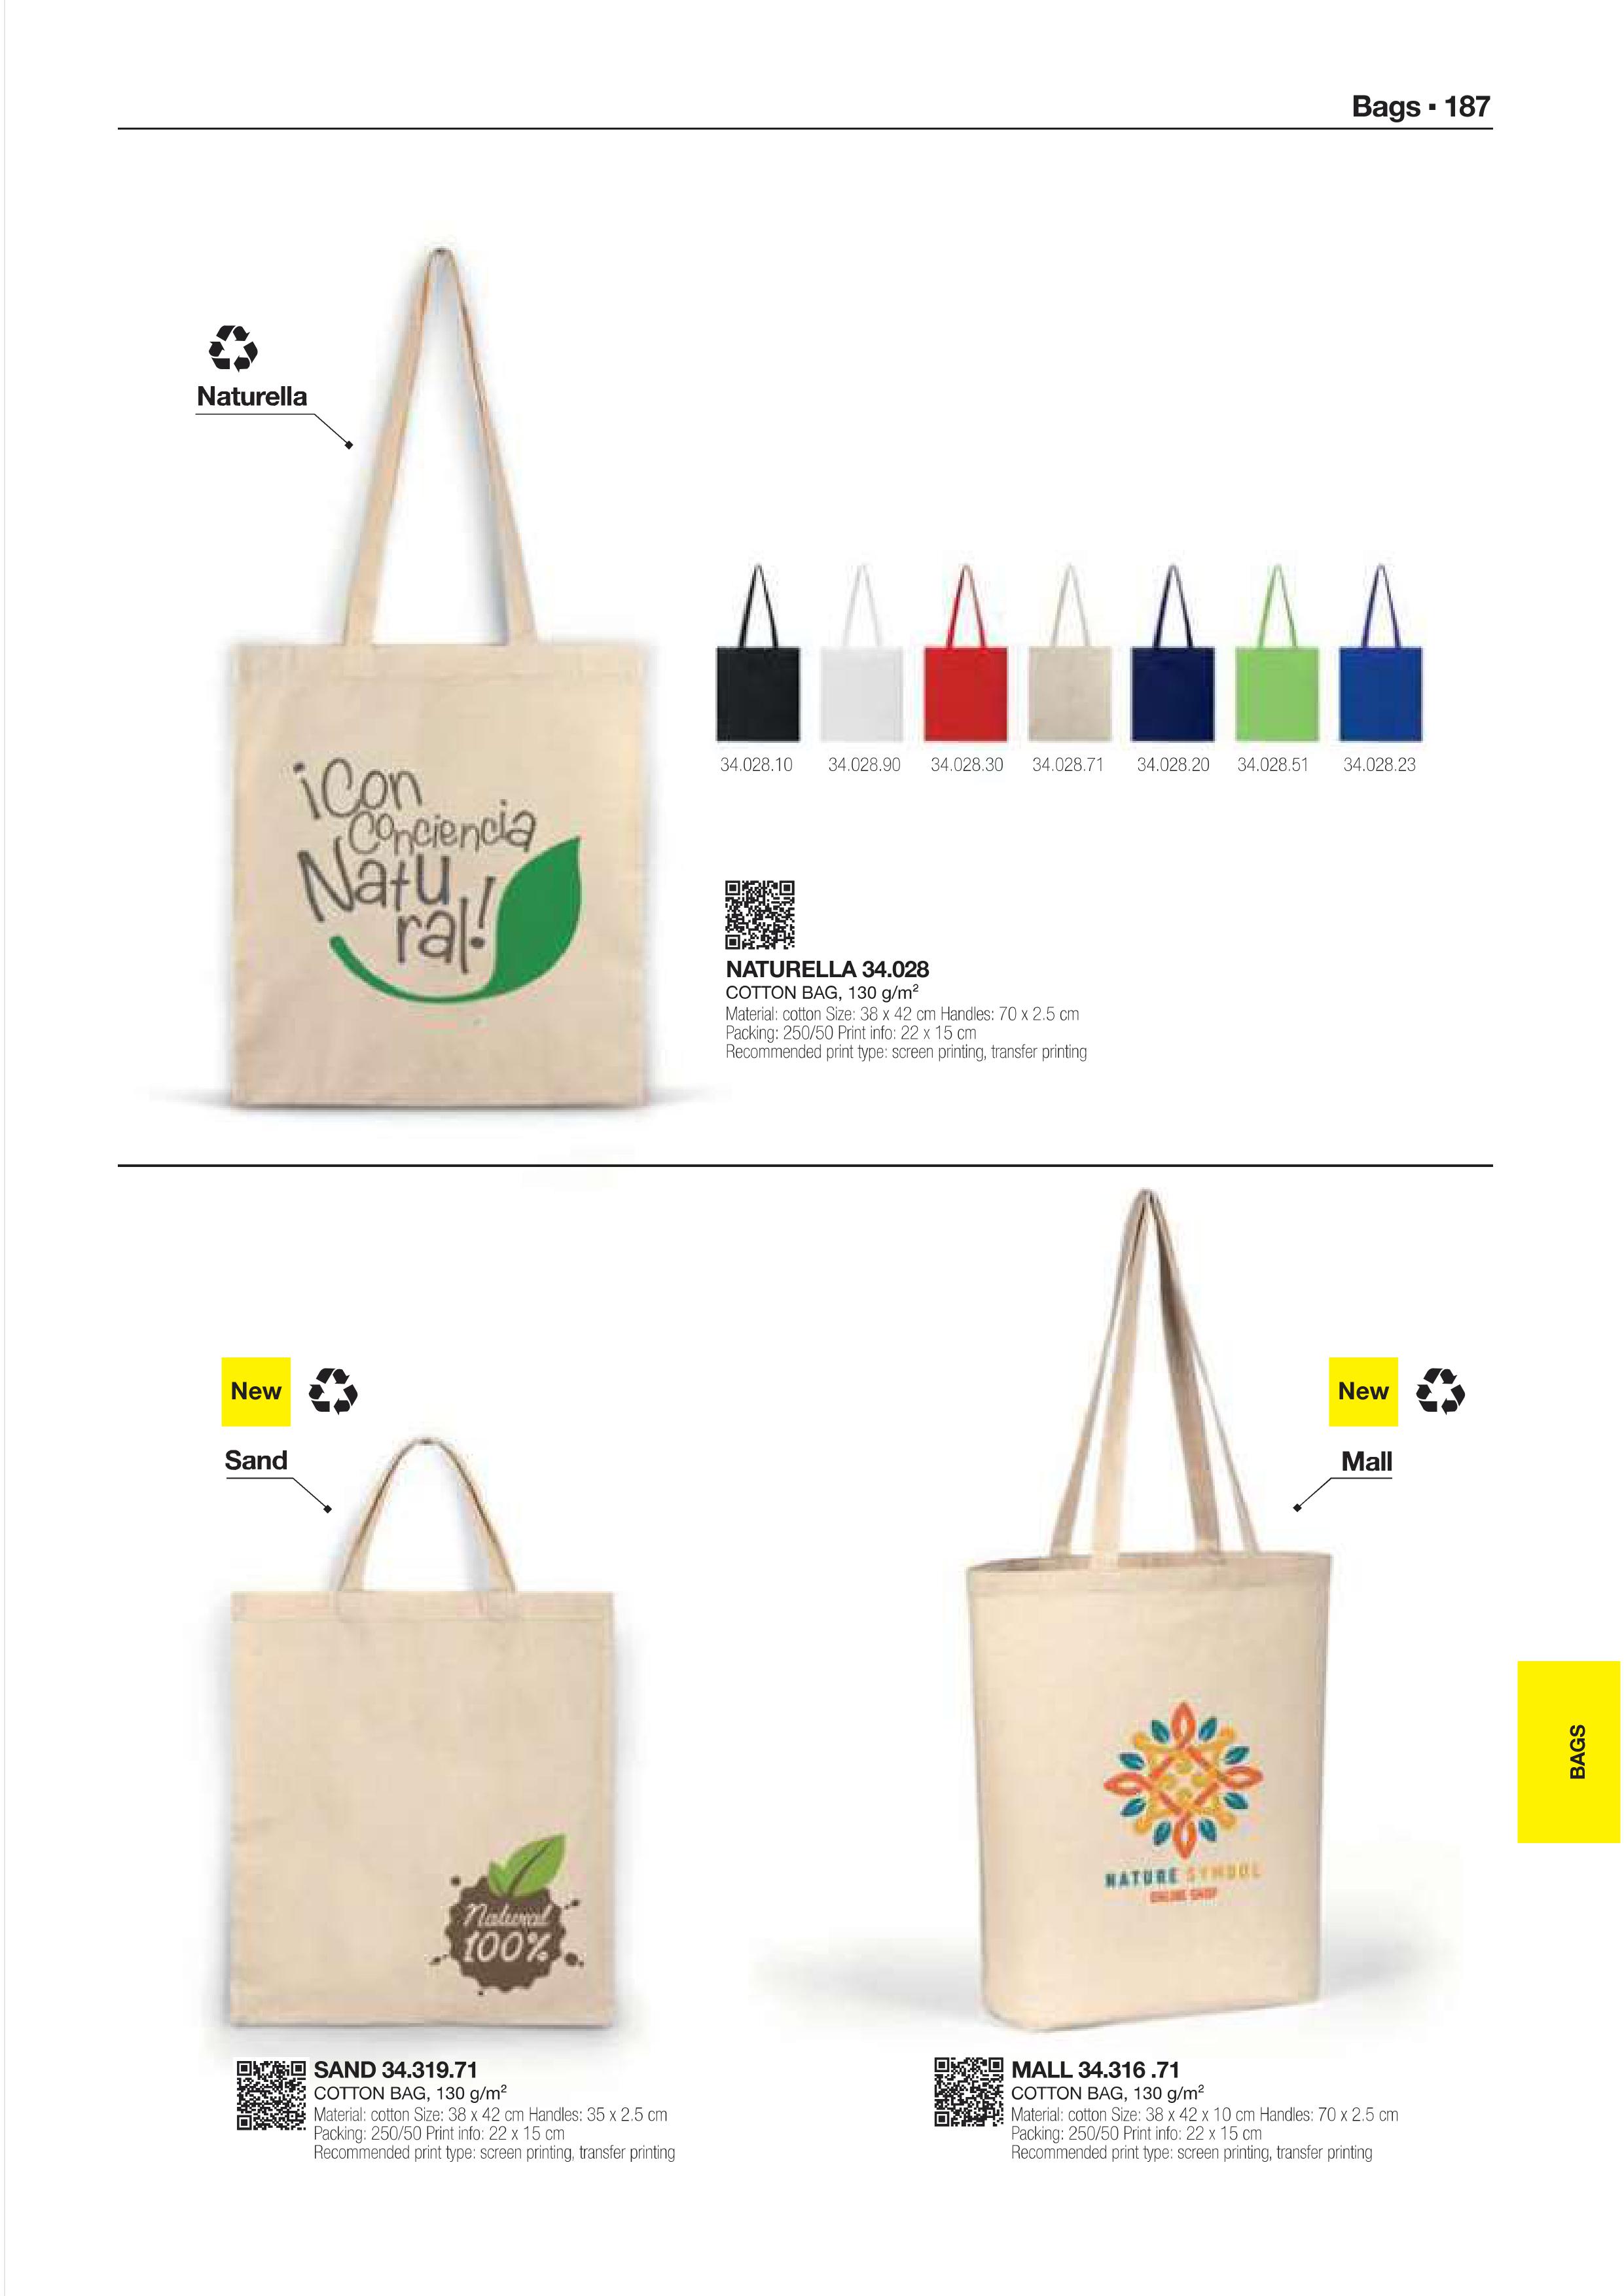 Bags ▪ 187
Naturella
¡Con
Conciencia
Natu
ral!
34.028.10 34.028.90 34.028.30 34.028.71 34.028.20 34.028.51 34.028.23
NATURELLA 34.028
COTTON BAG, 130 g/m²
Material: cotton Size: 38 x 42 cm Handles: 70 x 2.5 cm
Packing: 250/50 Print info: 22 x 15 cm
Recommended print type: screen printing, transfer printing
New
Sand
Natural
100%
SAND 34.319.71
COTTON BAG, 130 g/m²
Material: cotton Size: 38 x 42 cm Handles: 35 x 2.5 cm
Packing: 250/50 Print info: 22 x 15 cm
Recommended print type: screen printing, transfer printing
New
Mall
NATURE SYMBOL
ONLINE SHOP
MALL 34.316 .71
COTTON BAG, 130 g/m²
Material: cotton Size: 38 x 42 x 10 cm Handles: 70 x 2.5 cm
Packing: 250/50 Print info: 22 x 15 cm
Recommended print type: screen printing, transfer printing
BAGS